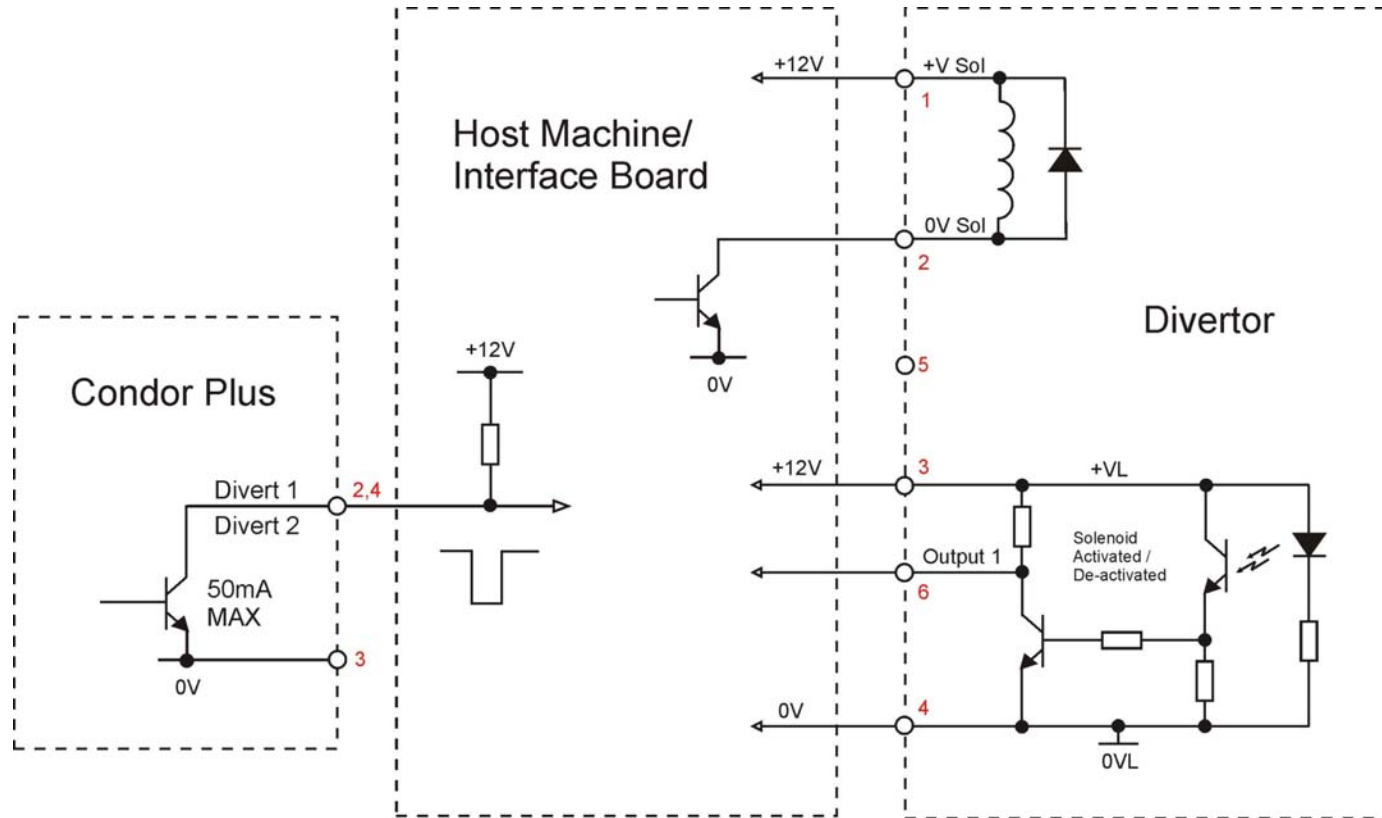 +12V
+V Sol
1
Host Machine/
Interface Board
0V Sol
2
0V
Divertor
5
Condor Plus
+12V
Divert 1
2,4
Divert 2
50mA
MAX
0V
3
+12V
3
+VL
Output 1
6
Solenoid
Activated /
De-activated
0V
4
0VL